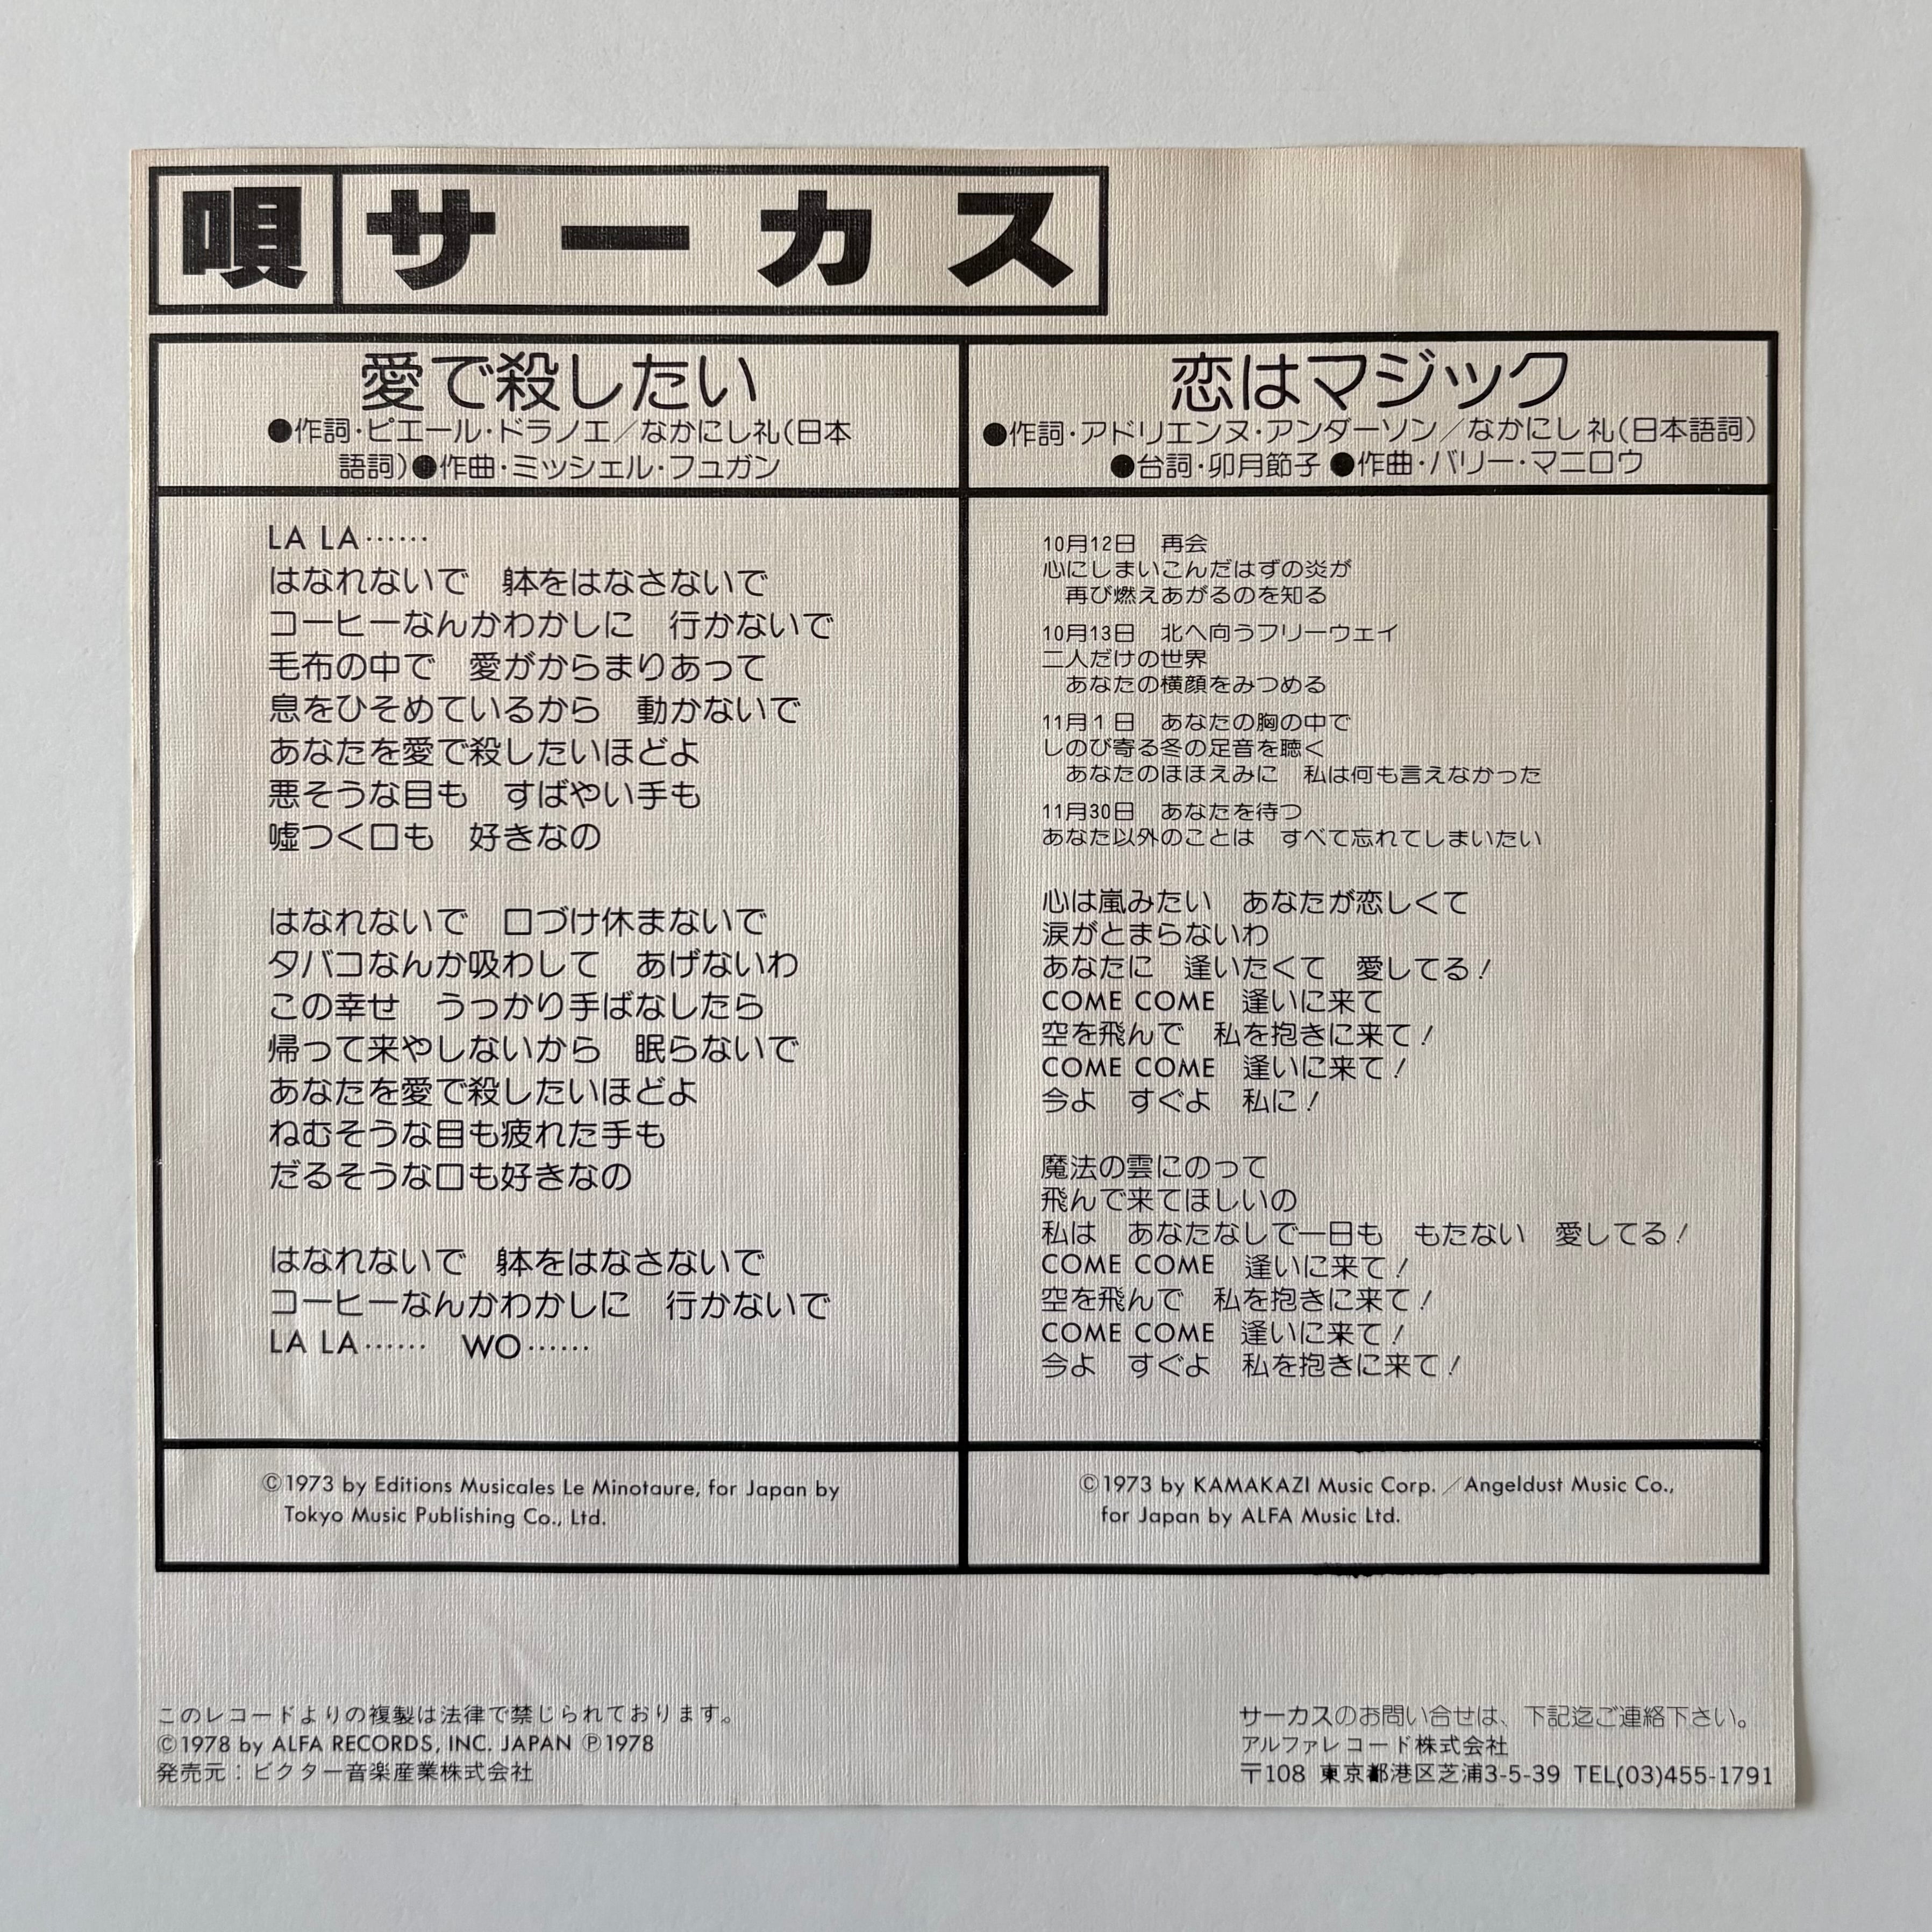 唄 サーカス
愛で殺したい
●作詞・ピエール・ドラノエ／なかにし礼(日本
語詞)●作曲・ミッシェル・フュガン
LA LA……
はなれないで　躰をはなさないで
コーヒーなんかわかしに　行かないで
毛布の中で　愛がからまりあって
息をひそめているから　動かないで
あなたを愛で殺したいほどよ
悪そうな目も　すばやい手も
嘘つく口も　好きなの
はなれないで　口づけ休まないで
タバコなんか吸わして　あげないわ
この幸せ　うっかり手ばなしたら
帰って来やしないから　眠らないで
あなたを愛で殺したいほどよ
ねむそうな目も疲れた手も
だるそうな口も好きなの
はなれないで　躰をはなさないで
コーヒーなんかわかしに　行かないで
LA LA……　WO……
©1973 by Editions Musicales Le Minotaure, for Japan by
Tokyo Music Publishing Co., Ltd.
恋はマジック
●作詞・アドリエンヌ・アンダーソン／なかにし礼(日本語詞)
●台詞・卯月節子 ●作曲・バリー・マニロウ
10月12日　再会
心にしまいこんだはずの炎が
再び燃えあがるのを知る
10月13日　北へ向うフリーウェイ
二人だけの世界
あなたの横顔をみつめる
11月1日　あなたの胸の中で
しのび寄る冬の足音を聴く
あなたのほほえみに　私は何も言えなかった
11月30日　あなたを待つ
あなた以外のことは　すべて忘れてしまいたい
心は嵐みたい　あなたが恋しくて
涙がとまらないわ
あなたに　逢いたくて　愛してる！
COME COME　逢いに来て
空を飛んで　私を抱きに来て！
COME COME　逢いに来て！
今よ　すぐよ　私に！
魔法の雲にのって
飛んで来てほしいの
私は　あなたなしで一日も　もたない　愛してる！
COME COME　逢いに来て！
空を飛んで　私を抱きに来て！
COME COME　逢いに来て！
今よ　すぐよ　私を抱きに来て！
©1973 by KAMAKAZI Music Corp.／Angeldust Music Co.,
for Japan by ALFA Music Ltd.
このレコードよりの複製は法律で禁じられております。
©1978 by ALFA RECORDS, INC. JAPAN ℗1978
発売元：ビクター音楽産業株式会社
サーカスのお問い合せは、下記迄ご連絡下さい。
アルファレコード株式会社
〒108 東京都港区芝浦3-5-39 TEL(03)455-1791